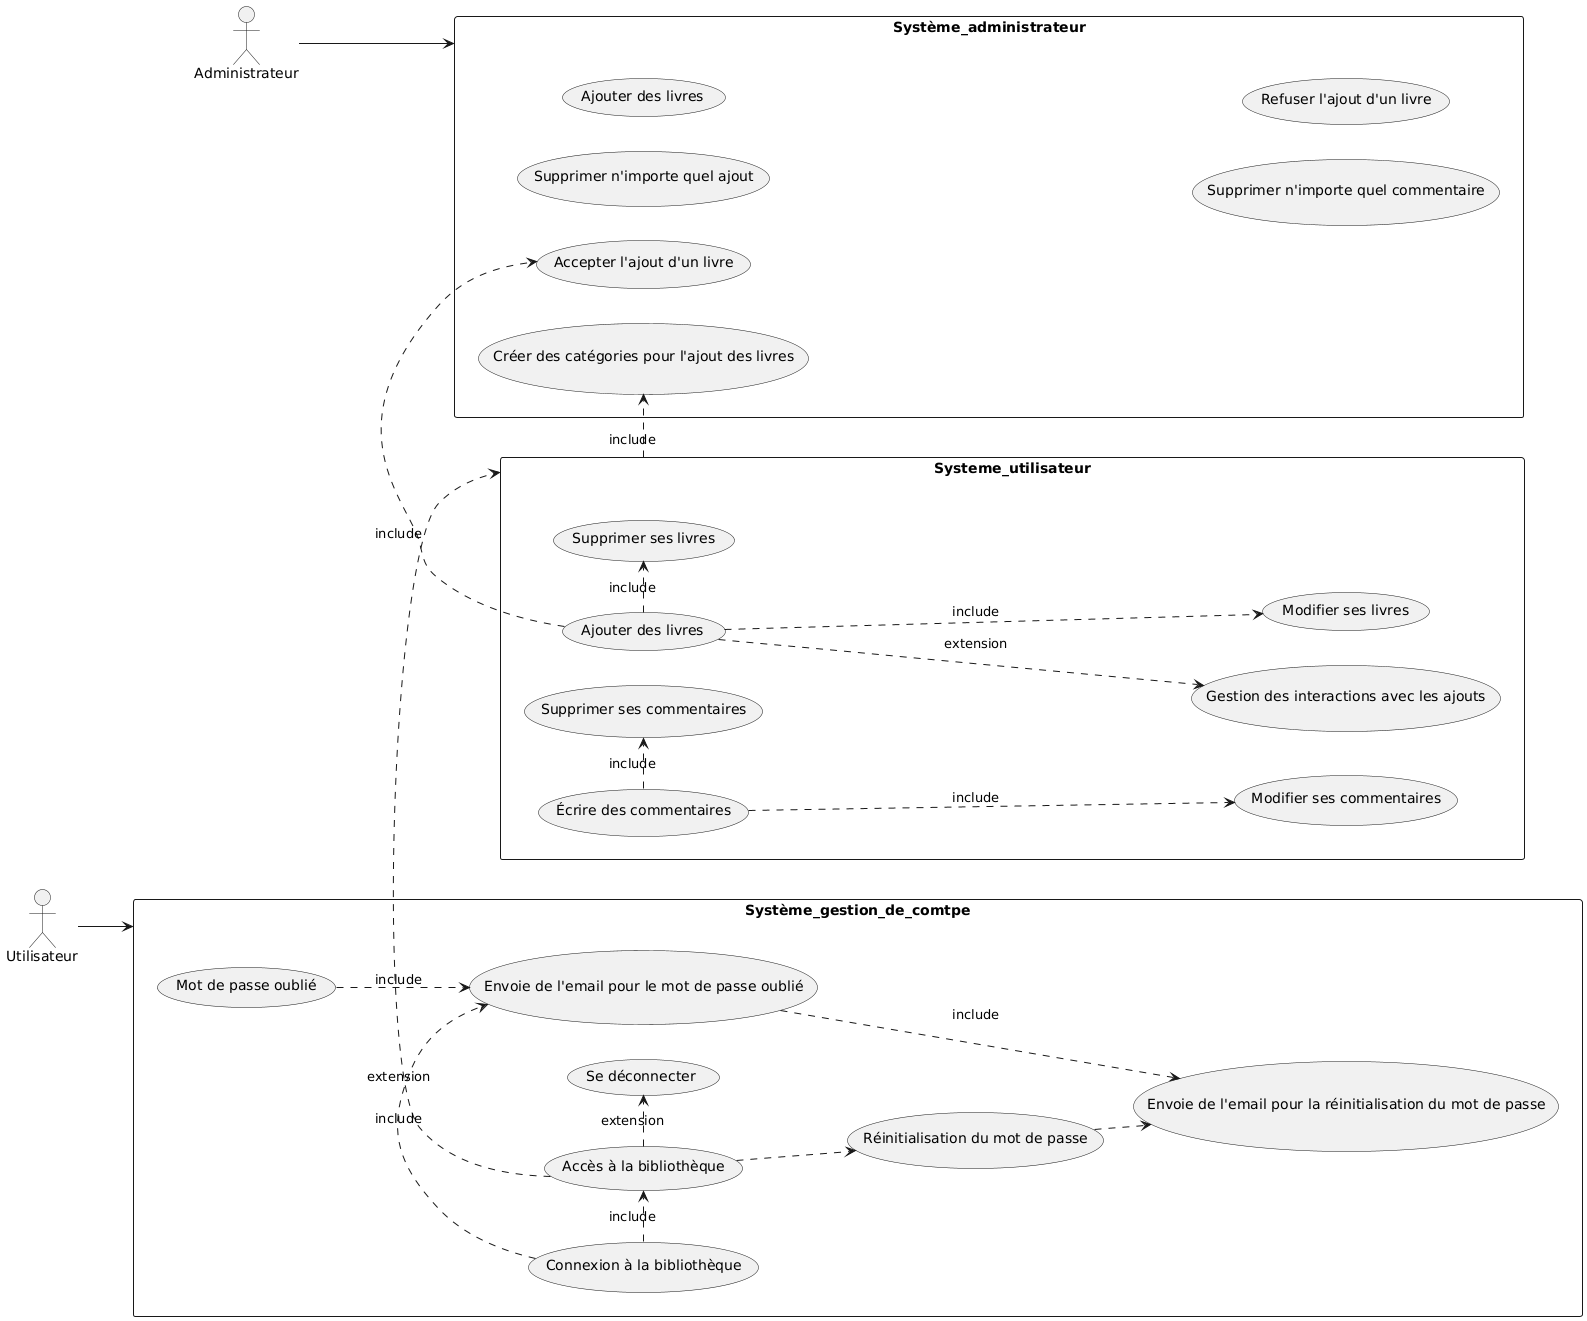 Administrateur
Système_administrateur
Ajouter des livres
Refuser l'ajout d'un livre
Supprimer n'importe quel ajout
Supprimer n'importe quel commentaire
Accepter l'ajout d'un livre
Créer des catégories pour l'ajout des livres
include
Systeme_utilisateur
include
Supprimer ses livres
include
Ajouter des livres
include
Modifier ses livres
extension
Gestion des interactions avec les ajouts
Supprimer ses commentaires
include
Écrire des commentaires
include
Modifier ses commentaires
Utilisateur
Système_gestion_de_comtpe
Mot de passe oublié
include
Envoie de l'email pour le mot de passe oublié
include
extension
Se déconnecter
include
extension
Envoie de l'email pour la réinitialisation du mot de passe
Réinitialisation du mot de passe
Accès à la bibliothèque
include
Connexion à la bibliothèque